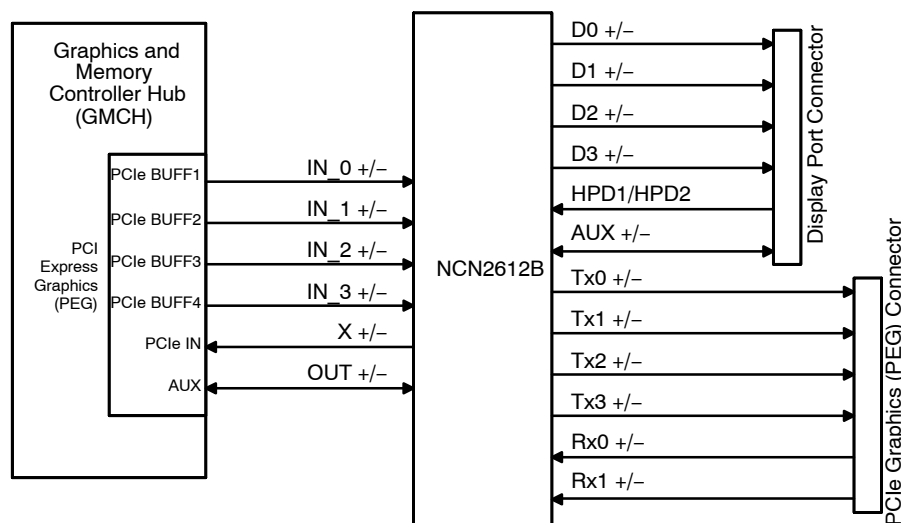 Graphics and
Memory
Controller Hub
(GMCH)
PCI
Express
Graphics
(PEG)
PCIe BUFF1
PCIe BUFF2
PCIe BUFF3
PCIe BUFF4
PCIe IN
AUX
IN_0 +/−
IN_1 +/−
IN_2 +/−
IN_3 +/−
X +/−
OUT +/−
NCN2612B
D0 +/−
D1 +/−
D2 +/−
D3 +/−
HPD1/HPD2
AUX +/−
Tx0 +/−
Tx1 +/−
Tx2 +/−
Tx3 +/−
Rx0 +/−
Rx1 +/−
Display Port Connector
PCIe Graphics (PEG) Connector